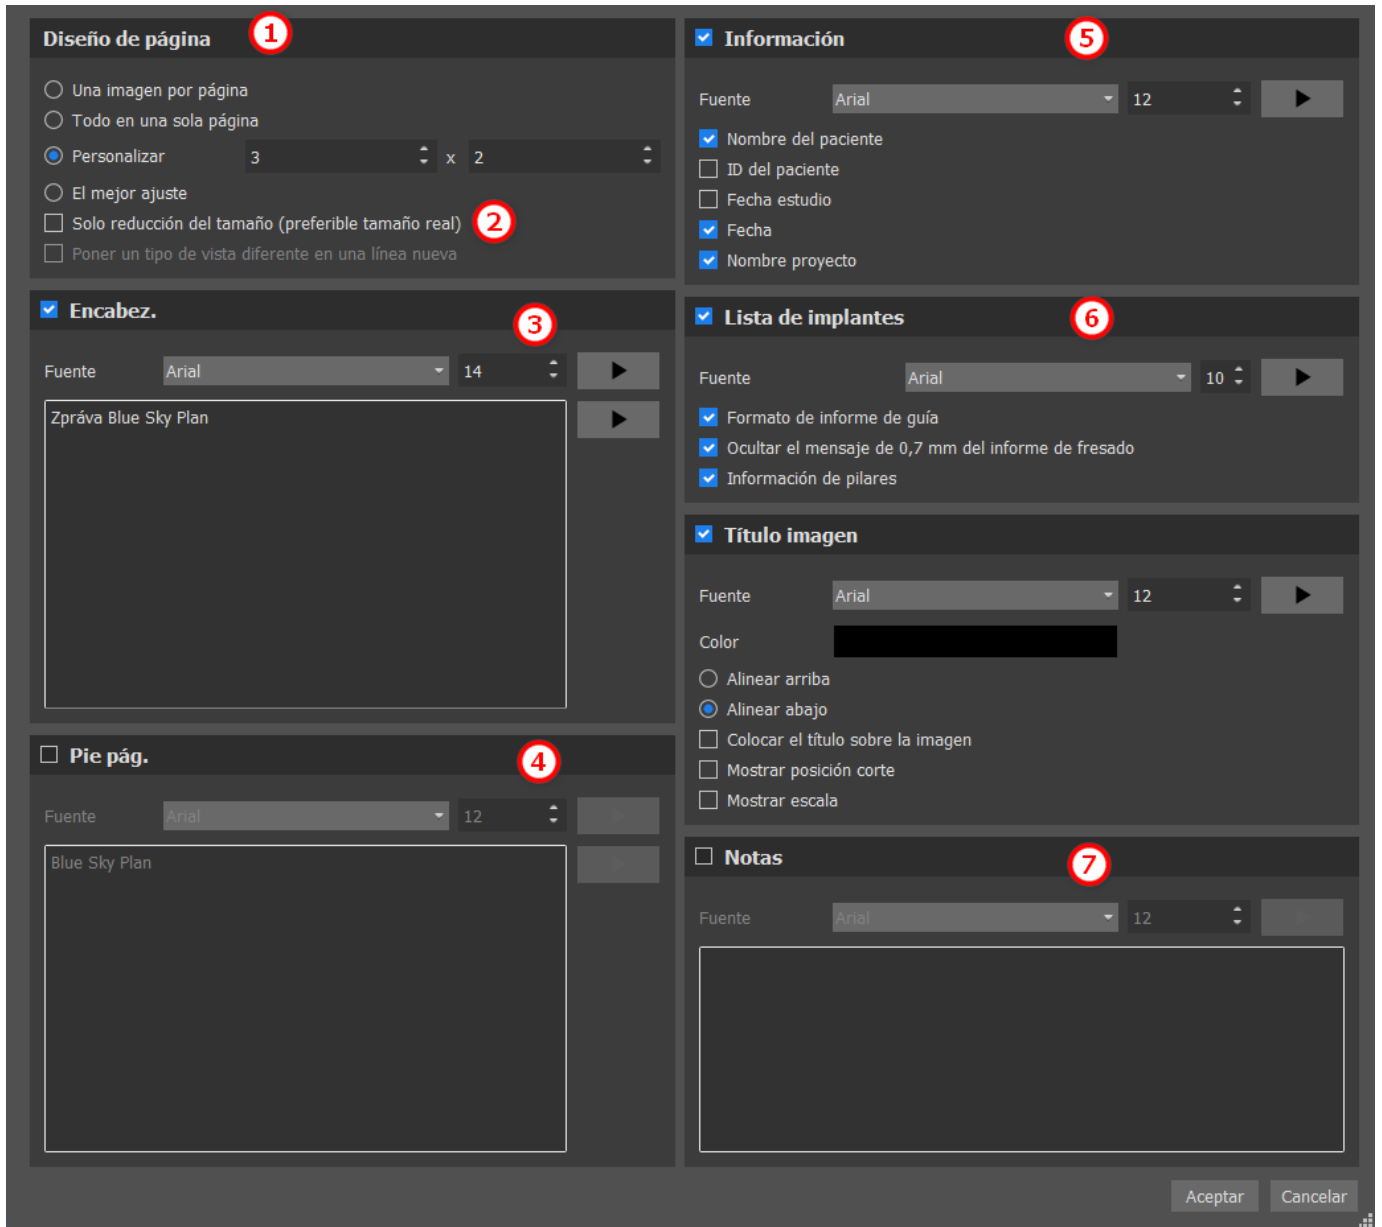 Diseño de página
1
Una imagen por página
Todo en una sola página
Personalizar 3 x 2
El mejor ajuste
Solo reducción del tamaño (preferible tamaño real)
2
Poner un tipo de vista diferente en una línea nueva
Encabez.
3
Fuente Arial 14
Zpráva Blue Sky Plan
Pie pág.
4
Fuente Arial 12
Blue Sky Plan
Información
5
Fuente Arial 12
Nombre del paciente
ID del paciente
Fecha estudio
Fecha
Nombre proyecto
Lista de implantes
6
Fuente Arial 10
Formato de informe de guía
Ocultar el mensaje de 0,7 mm del informe de fresado
Información de pilares
Título imagen
Fuente Arial 12
Color
Alinear arriba
Alinear abajo
Colocar el título sobre la imagen
Mostrar posición corte
Mostrar escala
Notas
7
Fuente Arial 12
Aceptar Cancelar